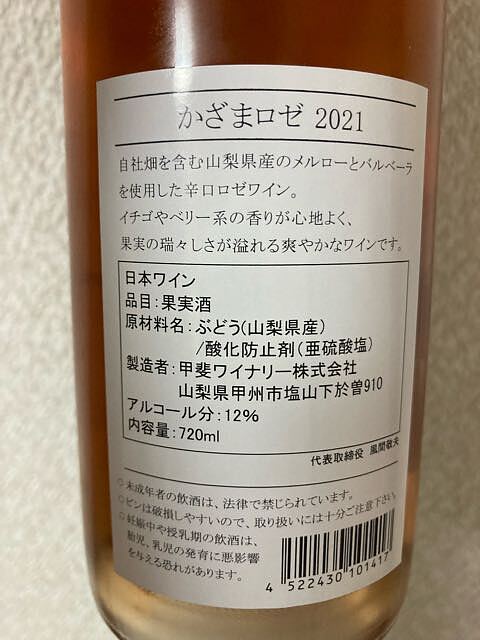 かざまロゼ 2021
自社畑を含む山梨県産のメルローとバルベーラ
を使用した辛口ロゼワイン。
イチゴやベリー系の香りが心地よく、
果実の瑞々しさが溢れる爽やかなワインです。
日本ワイン
品目：果実酒
原材料名：ぶどう(山梨県産)
/酸化防止剤(亜硫酸塩)
製造者：甲斐ワイナリー株式会社
山梨県甲州市塩山下於曽910
アルコール分：12%
内容量：720ml
代表取締役 風間敬夫
○未成年者の飲酒は、法律で禁じられています。
○ビンは破損しやすいので、取り扱いには十分ご注意下さい。
○妊娠中や授乳期の飲酒は、
胎児、乳児の発育に悪影響
を与える恐れがあります。
4 522430 101417